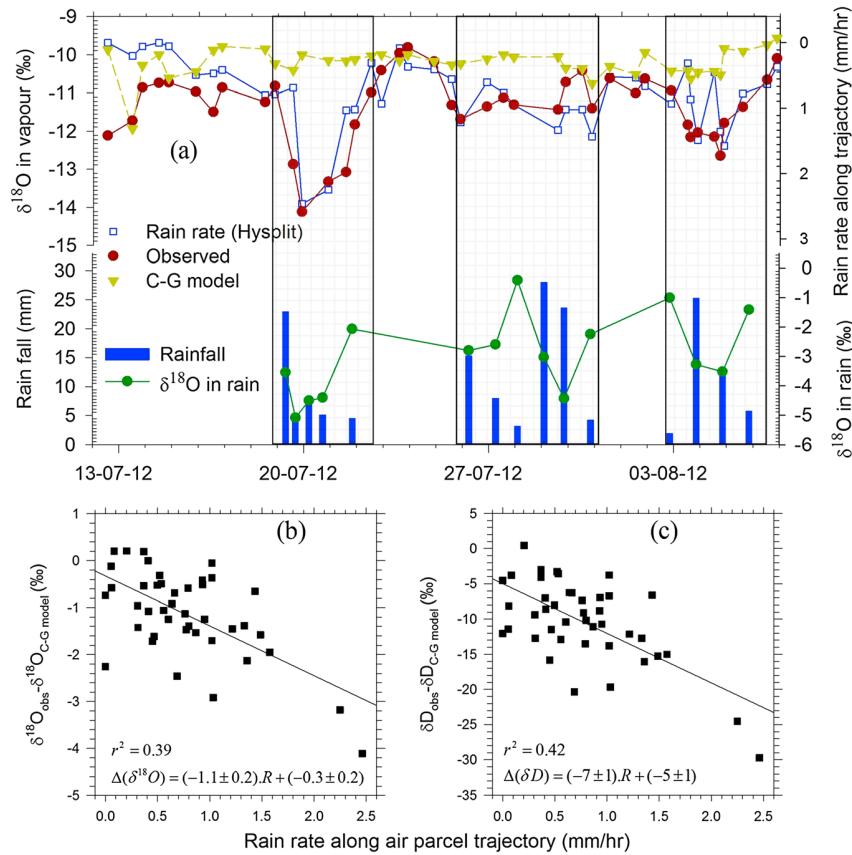 -9
-10
-11
-12
-13
-14
-15
δ¹⁸O in vapour (‰)
(a)
0
1
2
3
Rain rate along trajactory (mm/hr)
Rain rate (Hysplit)
Observed
C-G model
30
25
20
15
10
5
0
Rain fall (mm)
Rainfall
δ¹⁸O in rain
0
-1
-2
-3
-4
-5
-6
δ¹⁸O in rain (‰)
13-07-12 20-07-12 27-07-12 03-08-12
(b)
1
0
-1
-2
-3
-4
-5
δ¹⁸O_obs-δ¹⁸O_C-G model (‰)
r² = 0.39
Δ(δ¹⁸O) = (−1.1±0.2).R+(−0.3±0.2)
0.0 0.5 1.0 1.5 2.0 2.5
(c)
5
0
-5
-10
-15
-20
-25
-30
-35
δD_obs-δD_C-G model (‰)
r² = 0.42
Δ(δD) = (−7±1).R+(−5±1)
0.0 0.5 1.0 1.5 2.0 2.5
Rain rate along air parcel trajectory (mm/hr)